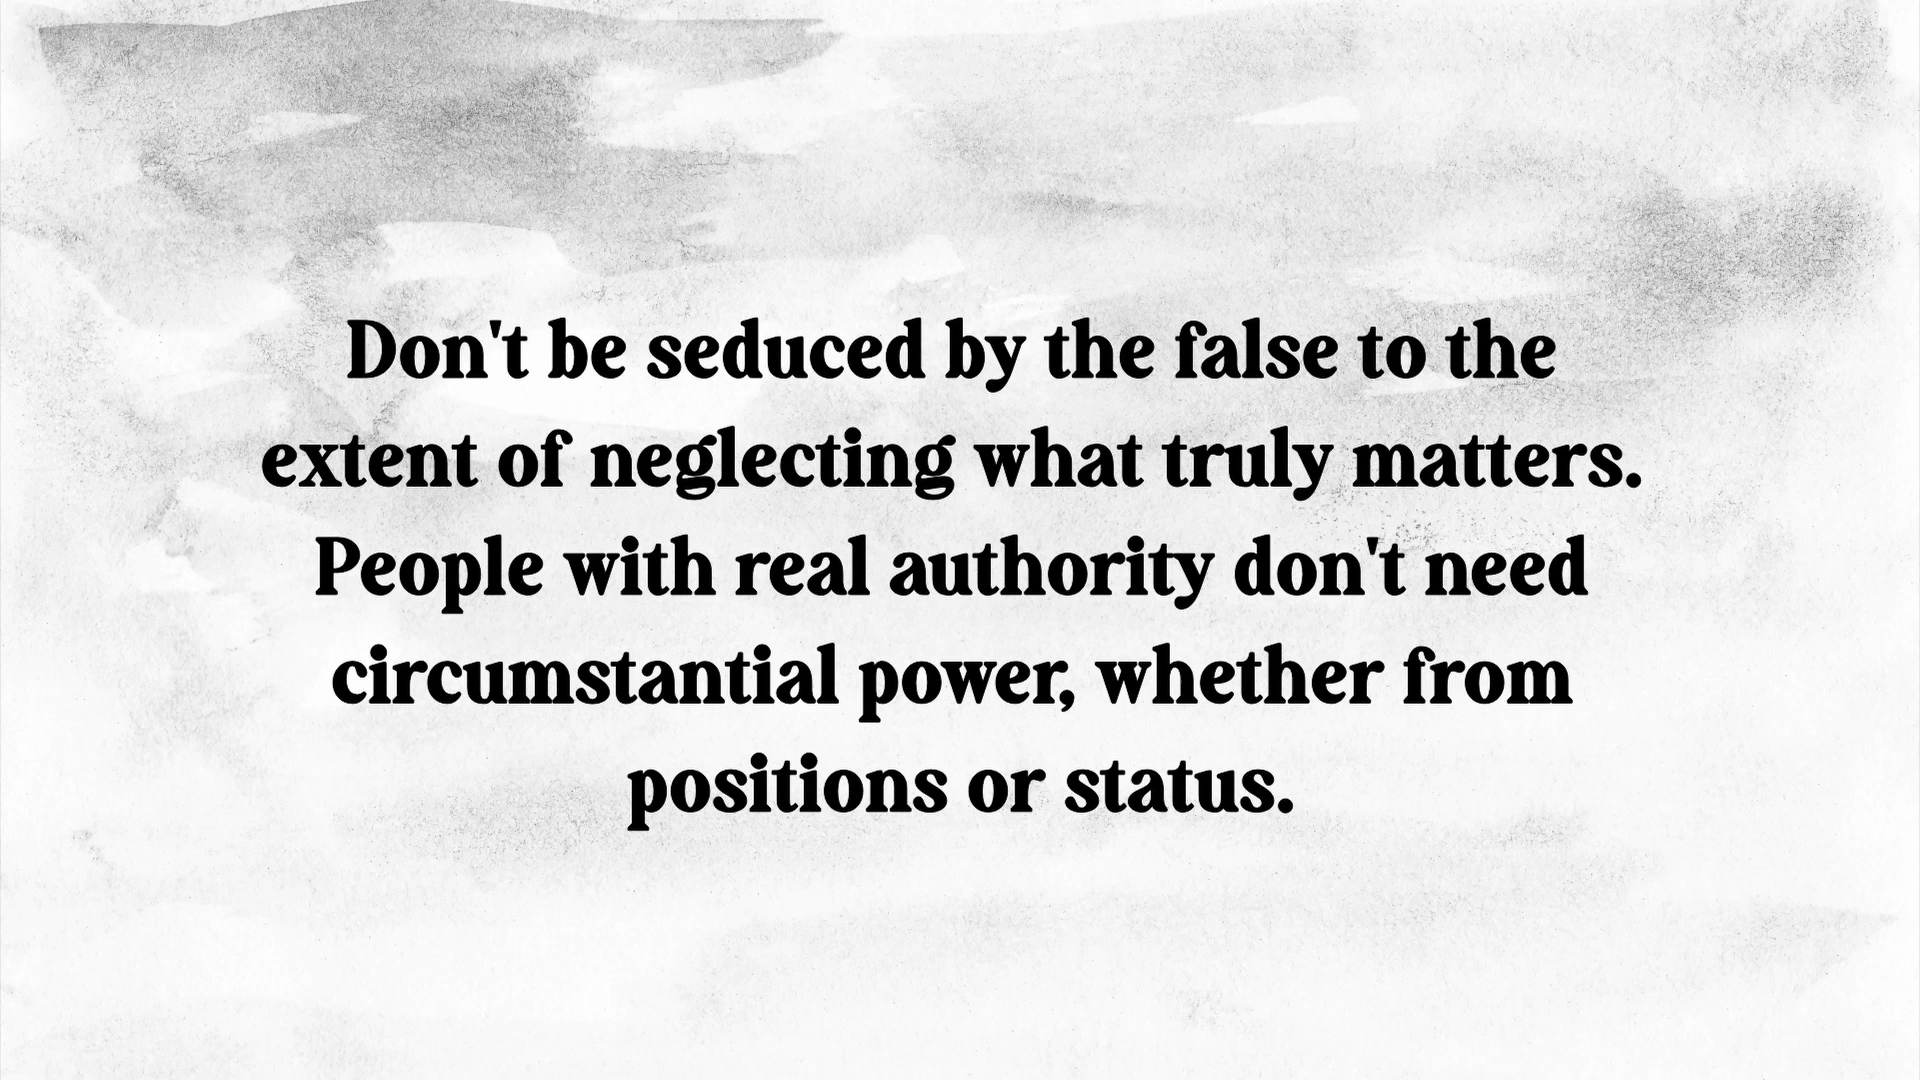 Don't be seduced by the false to the
extent of neglecting what truly matters.
People with real authority don't need
circumstantial power, whether from
positions or status.